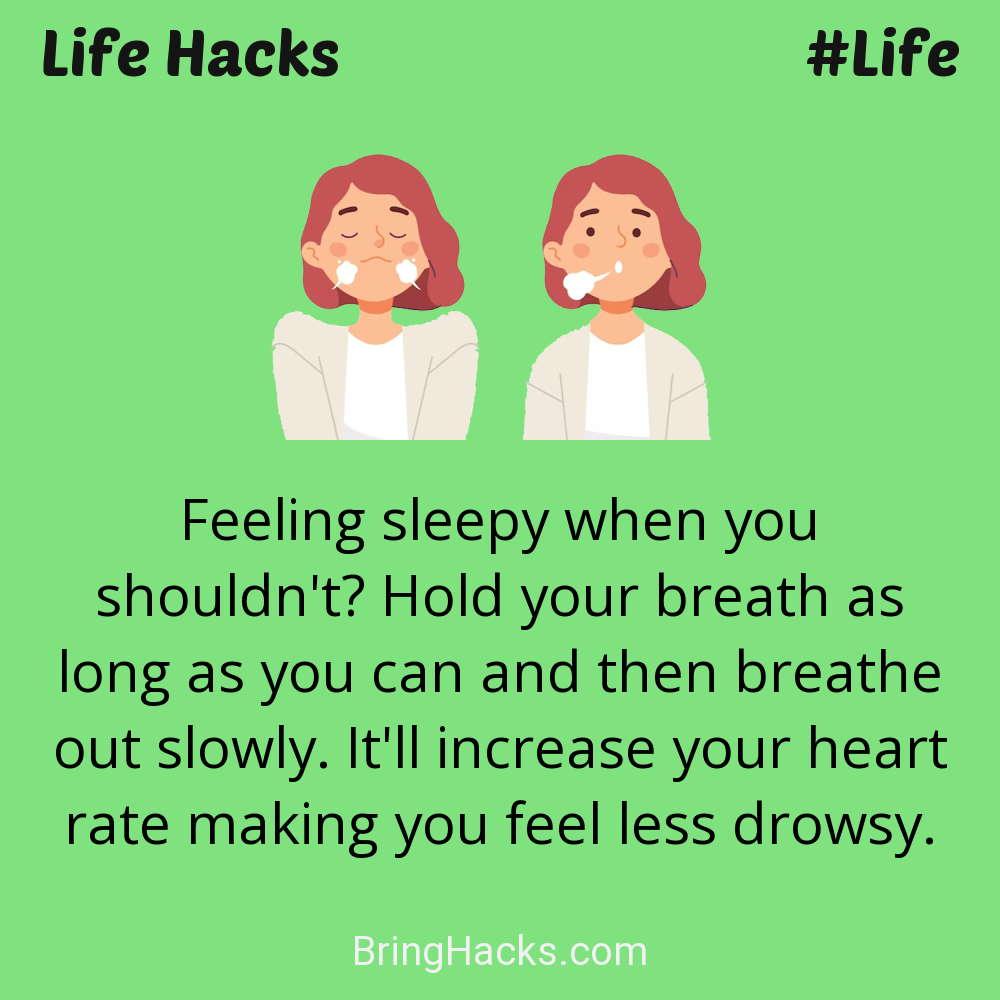 Life Hacks
#Life
Feeling sleepy when you
shouldn't? Hold your breath as
long as you can and then breathe
out slowly. It'll increase your heart
rate making you feel less drowsy.
BringHacks.com